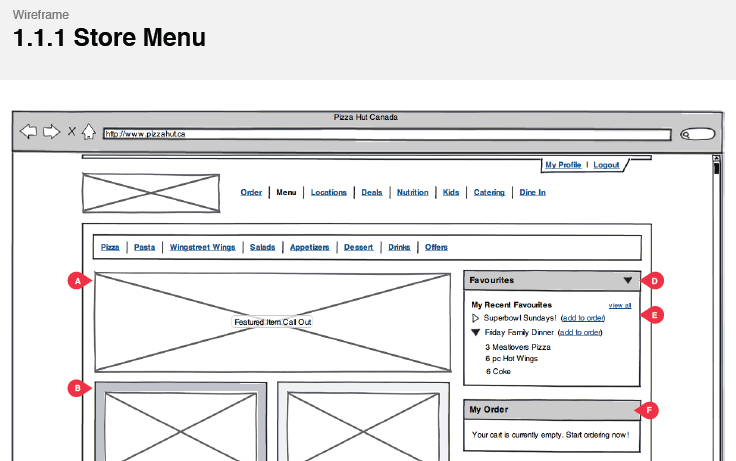 Wireframe
1.1.1 Store Menu
Pizza Hut Canada
X
http://www.pizzahut.ca
My Profile | Logout
Order | Menu | Locations | Deals | Nutrition | Kids | Catering | Dine In
Pizza | Pasta | Wingstreet Wings | Salads | Appetizers | Dessert | Drinks | Offers
A
Featured Item Call Out
B
Favourites
D
My Recent Favourites view all
Superbowl Sundays! (add to order)
E
Friday Family Dinner (add to order)
3 Meatlovers Pizza
6 pc Hot Wings
6 Coke
My Order
F
Your cart is currently empty. Start ordering now!